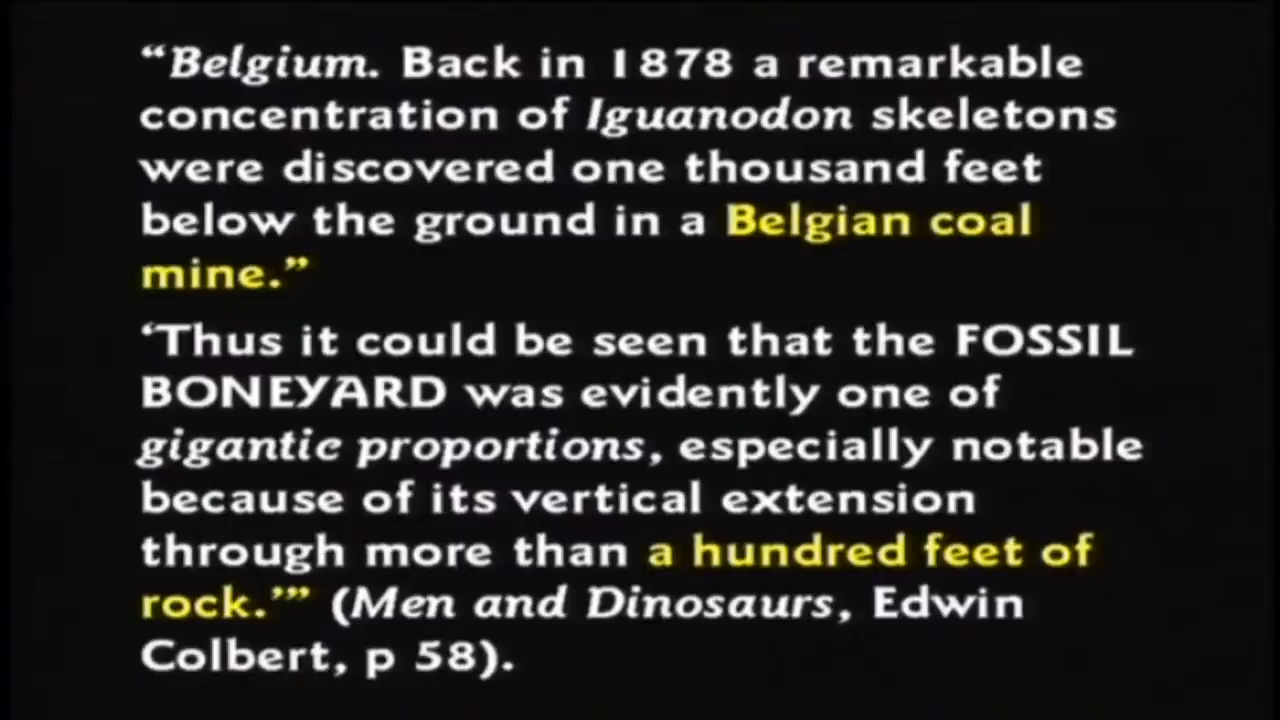 “Belgium. Back in 1878 a remarkable
concentration of Iguanodon skeletons
were discovered one thousand feet
below the ground in a Belgian coal
mine.”
‘Thus it could be seen that the FOSSIL
BONEYARD was evidently one of
gigantic proportions, especially notable
because of its vertical extension
through more than a hundred feet of
rock.’” (Men and Dinosaurs, Edwin
Colbert, p 58).